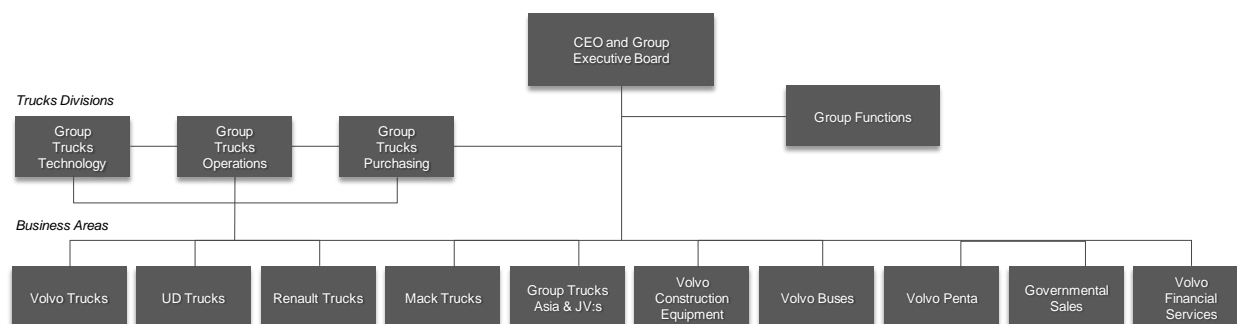 CEO and Group
Executive Board
Trucks Divisions
Group Functions
Group
Trucks
Technology
Group
Trucks
Operations
Group
Trucks
Purchasing
Business Areas
Volvo Trucks
UD Trucks
Renault Trucks
Mack Trucks
Group Trucks
Asia & JV:s
Volvo
Construction
Equipment
Volvo Buses
Volvo Penta
Governmental
Sales
Volvo
Financial
Services